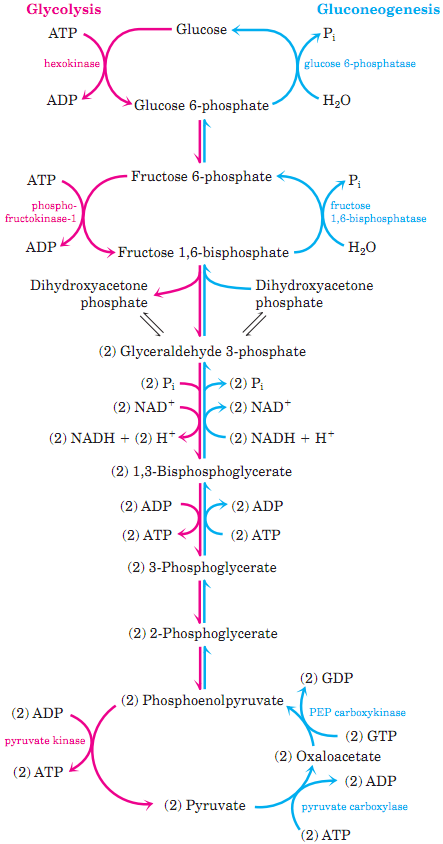 Glycolysis
Gluconeogenesis
ATP
Glucose
Pi
hexokinase
glucose 6-phosphatase
ADP
Glucose 6-phosphate
H2O
ATP
Fructose 6-phosphate
Pi
phospho-
fructokinase-1
fructose
1,6-bisphosphatase
ADP
Fructose 1,6-bisphosphate
H2O
Dihydroxyacetone
phosphate
Dihydroxyacetone
phosphate
(2) Glyceraldehyde 3-phosphate
(2) Pi
(2) Pi
(2) NAD+
(2) NAD+
(2) NADH + (2) H+
(2) NADH + H+
(2) 1,3-Bisphosphoglycerate
(2) ADP
(2) ADP
(2) ATP
(2) ATP
(2) 3-Phosphoglycerate
(2) 2-Phosphoglycerate
(2) GDP
(2) Phosphoenolpyruvate
(2) ADP
PEP carboxykinase
pyruvate kinase
(2) GTP
(2) Oxaloacetate
(2) ATP
(2) ADP
(2) Pyruvate
pyruvate carboxylase
(2) ATP